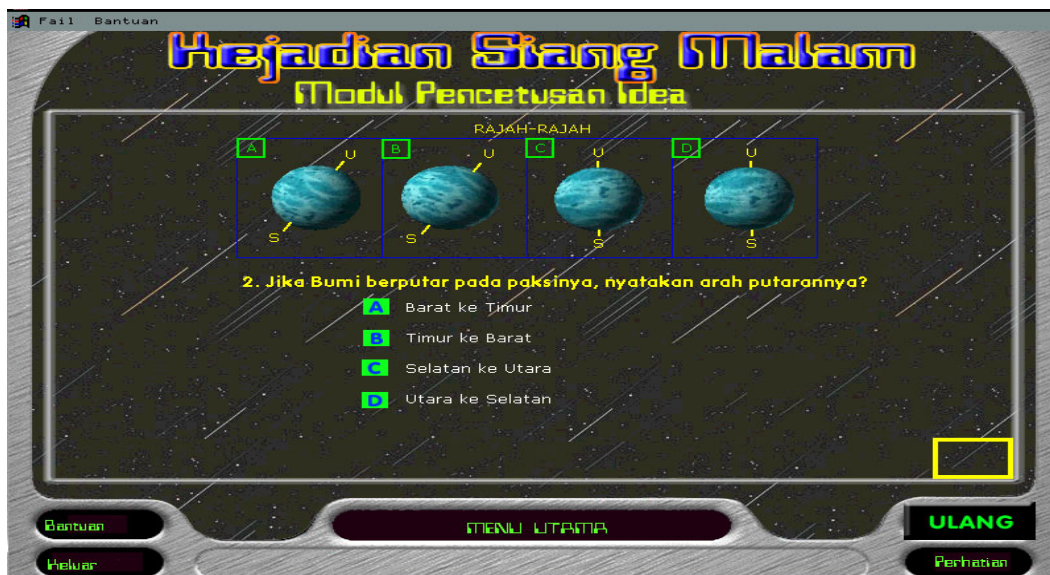 Fail Bantuan
Kejadian Siang Malam
Modul Pencetusan Idea
RAJAH-RAJAH
A U B U C U D U
S S S S
2. Jika Bumi berputar pada paksinya, nyatakan arah putarannya?
A Barat ke Timur
B Timur ke Barat
C Selatan ke Utara
D Utara ke Selatan
Bantuan MENU UTAMA ULANG
Keluar Perhatian